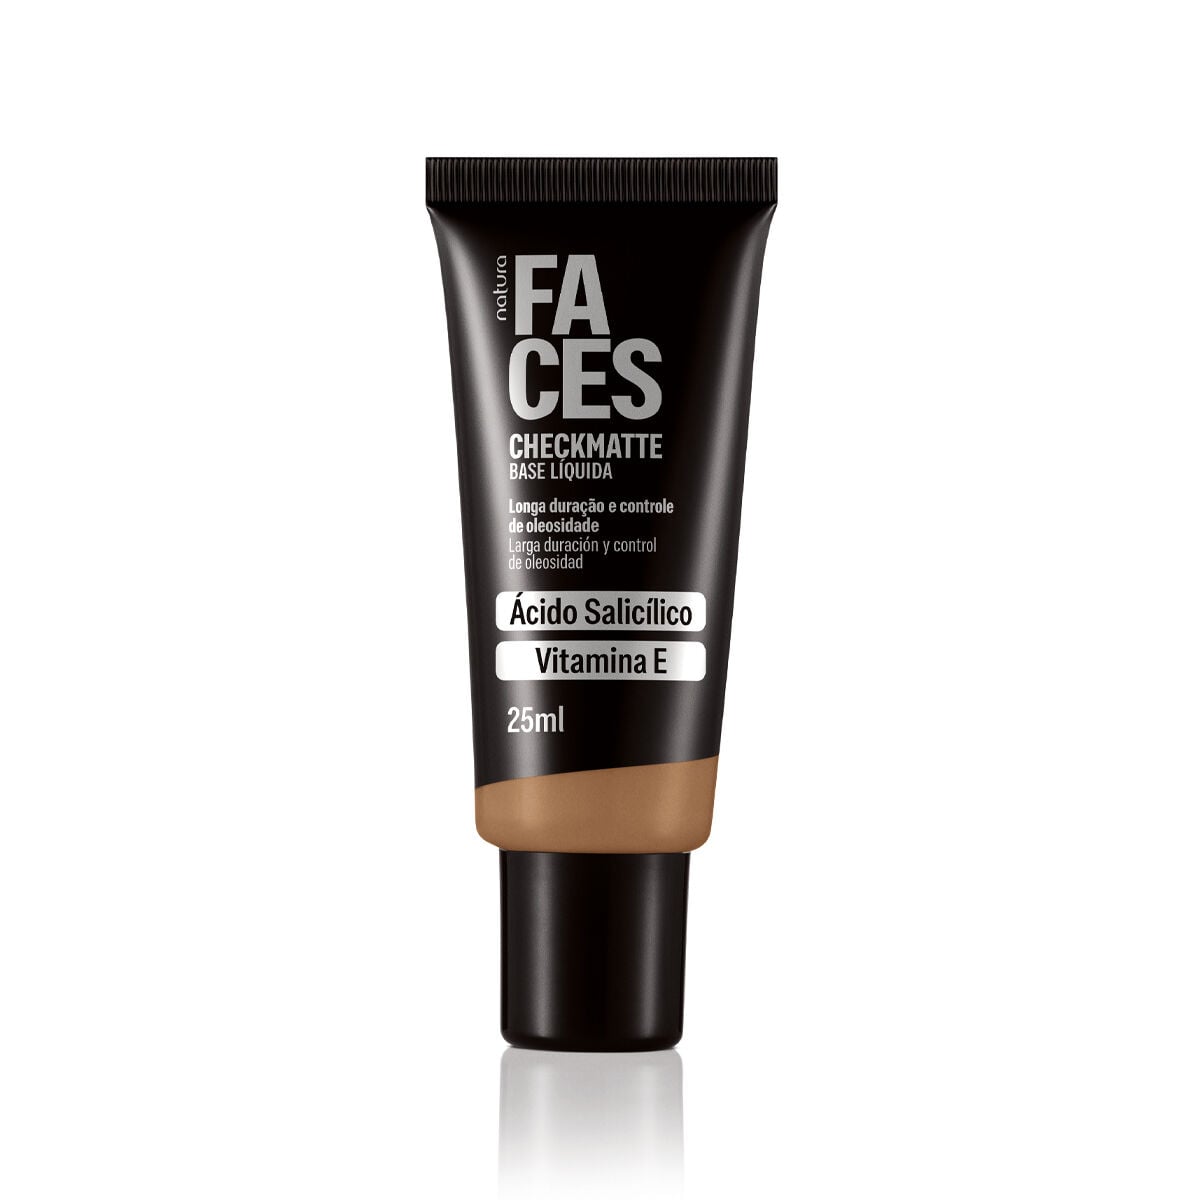 natura
FA
CES
CHECKMATTE
BASE LÍQUIDA
Longa duração e controle
de oleosidade
Larga duración y control
de oleosidad
Ácido Salicílico
Vitamina E
25ml